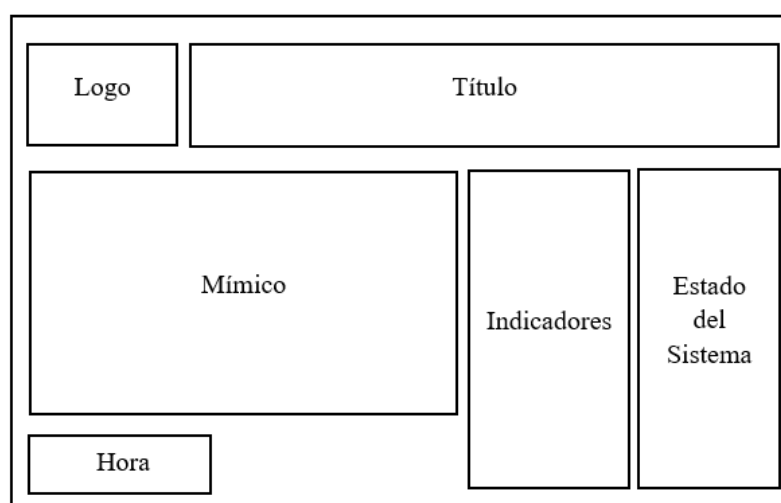 Logo
Título
Mímico
Indicadores
Estado
del
Sistema
Hora